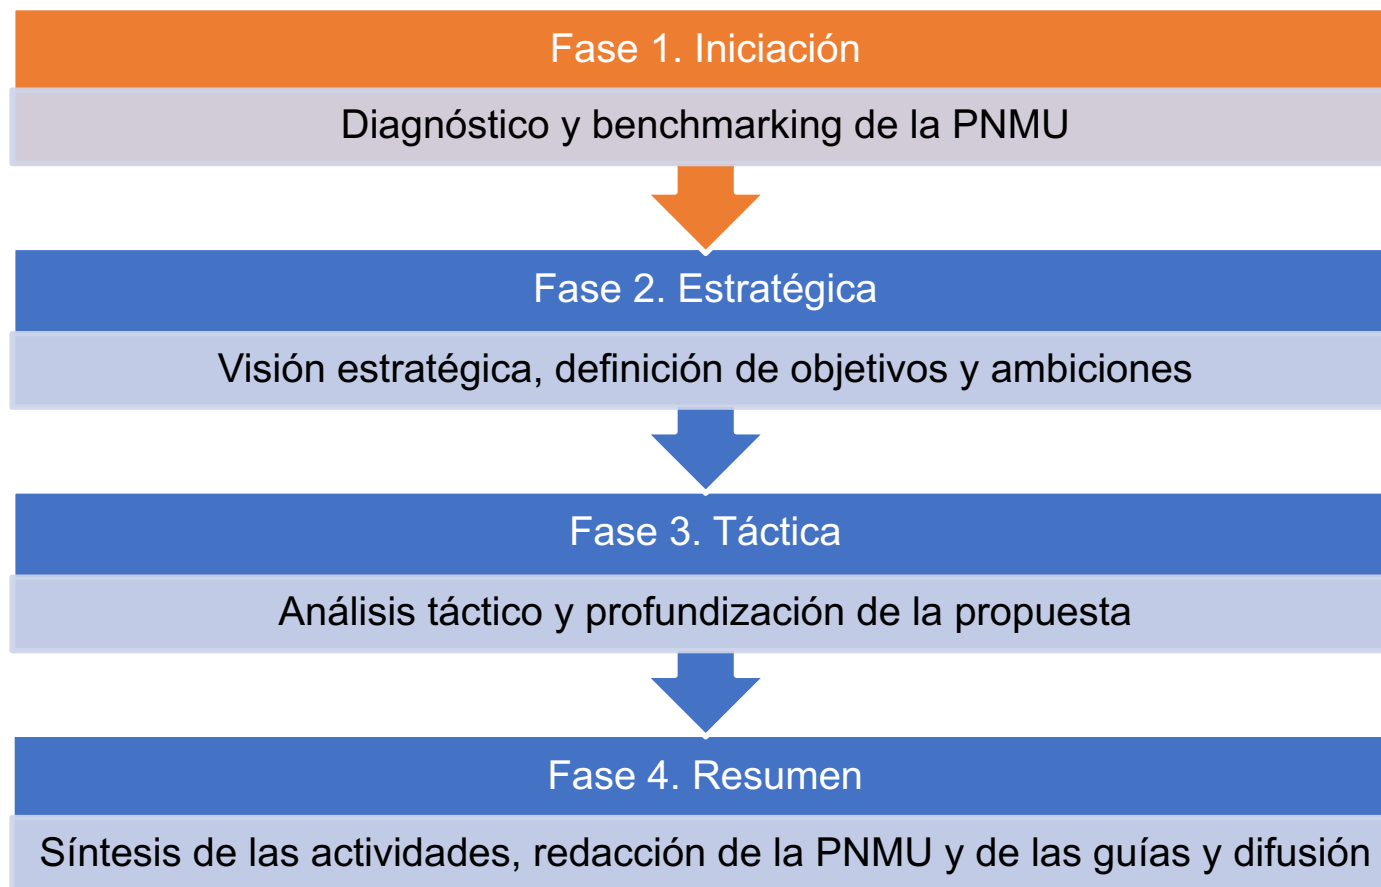 Fase 1. Iniciación
Diagnóstico y benchmarking de la PNMU
Fase 2. Estratégica
Visión estratégica, definición de objetivos y ambiciones
Fase 3. Táctica
Análisis táctico y profundización de la propuesta
Fase 4. Resumen
Síntesis de las actividades, redacción de la PNMU y de las guías y difusión